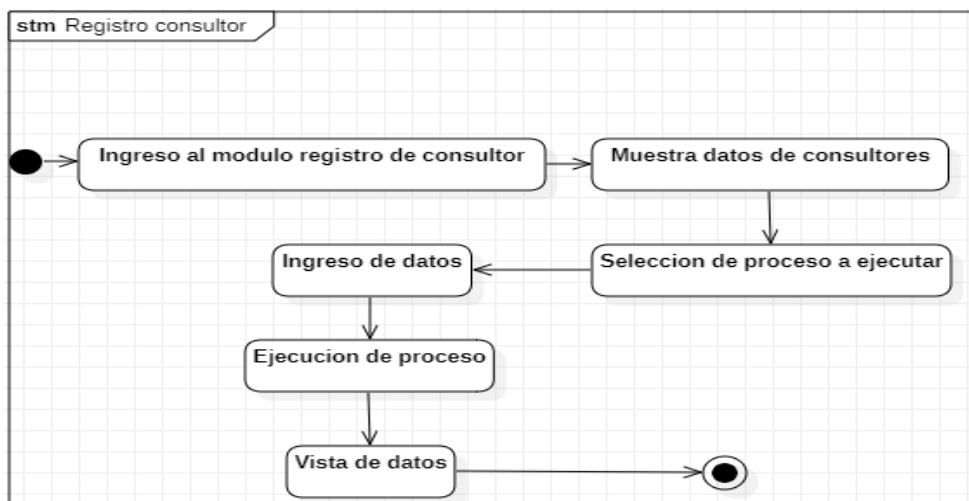 stm Registro consultor
Ingreso al modulo registro de consultor
Muestra datos de consultores
Seleccion de proceso a ejecutar
Ingreso de datos
Ejecucion de proceso
Vista de datos